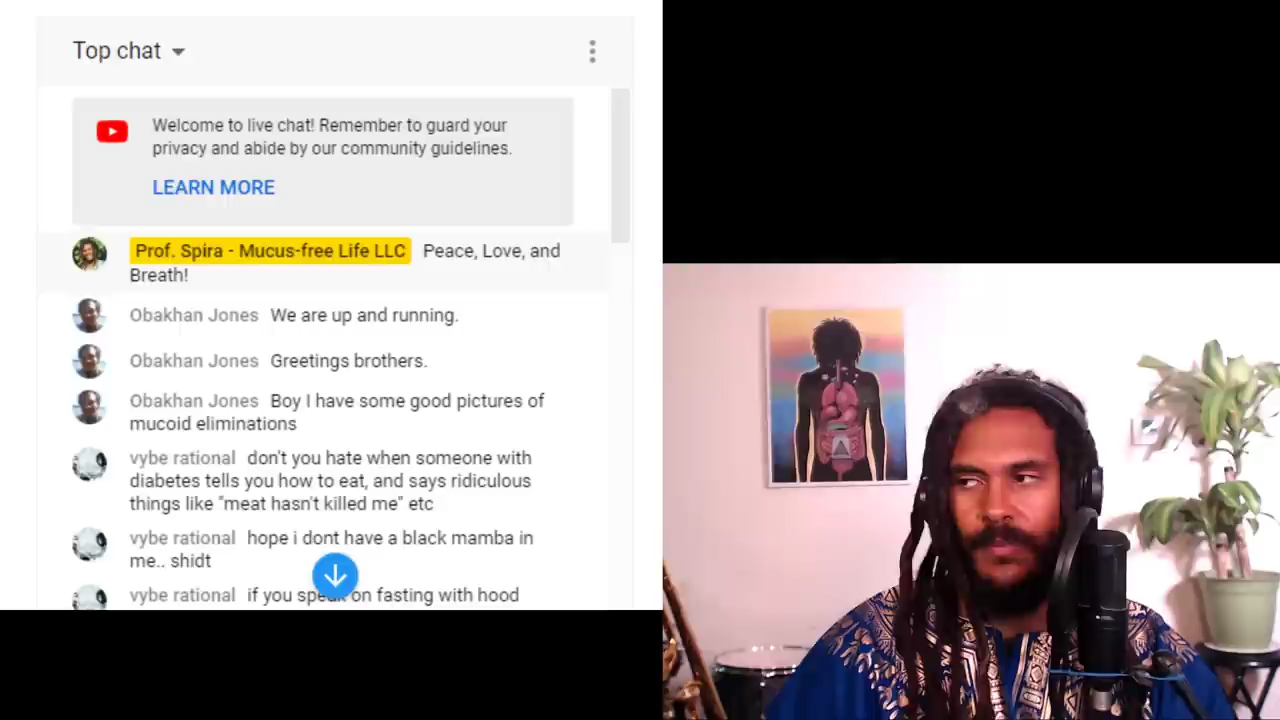 Top chat
Welcome to live chat! Remember to guard your
privacy and abide by our community guidelines.
LEARN MORE
Prof. Spira - Mucus-free Life LLC Peace, Love, and
Breath!
Obakhan Jones We are up and running.
Obakhan Jones Greetings brothers.
Obakhan Jones Boy I have some good pictures of
mucoid eliminations
vybe rational don't you hate when someone with
diabetes tells you how to eat, and says ridiculous
things like "meat hasn't killed me" etc
vybe rational hope i dont have a black mamba in
me.. shidt
vybe rational if you speak on fasting with hood